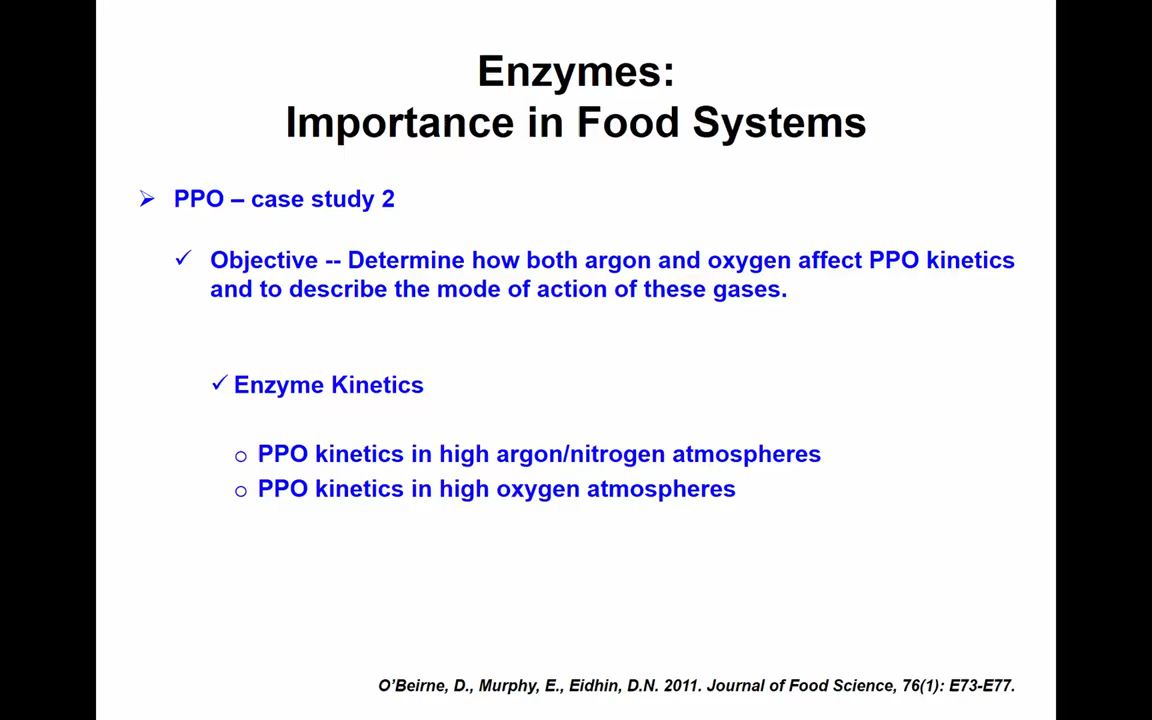 Enzymes:
Importance in Food Systems
➢ PPO – case study 2
✓ Objective -- Determine how both argon and oxygen affect PPO kinetics
and to describe the mode of action of these gases.
✓ Enzyme Kinetics
o PPO kinetics in high argon/nitrogen atmospheres
o PPO kinetics in high oxygen atmospheres
O’Beirne, D., Murphy, E., Eidhin, D.N. 2011. Journal of Food Science, 76(1): E73-E77.